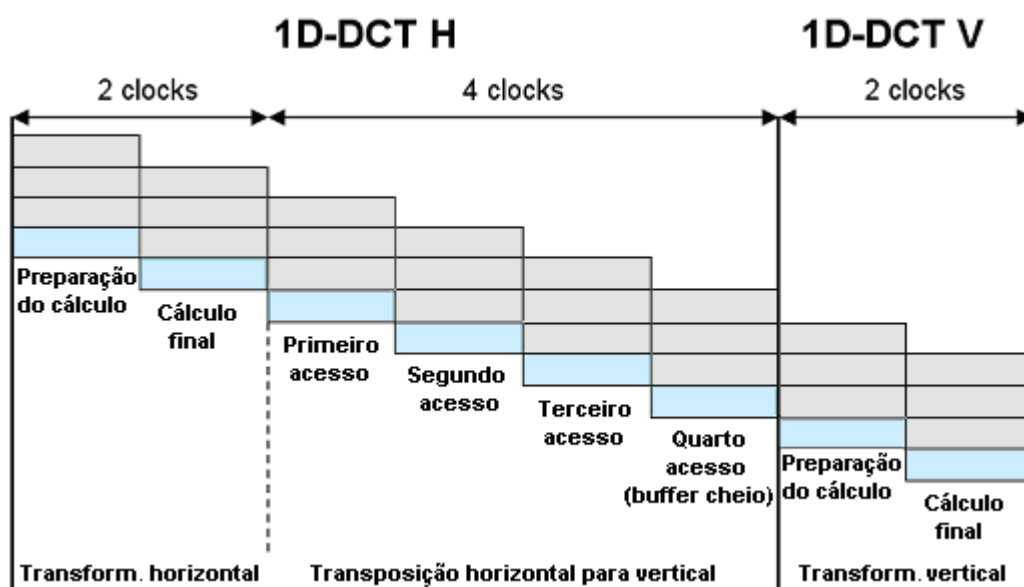 1D-DCT H
1D-DCT V
2 clocks
4 clocks
2 clocks
Preparação
do cálculo
Cálculo
final
Primeiro
acesso
Segundo
acesso
Terceiro
acesso
Quarto
acesso
(buffer cheio)
Preparação
do cálculo
Cálculo
final
Transform. horizontal
Transposição horizontal para vertical
Transform. vertical